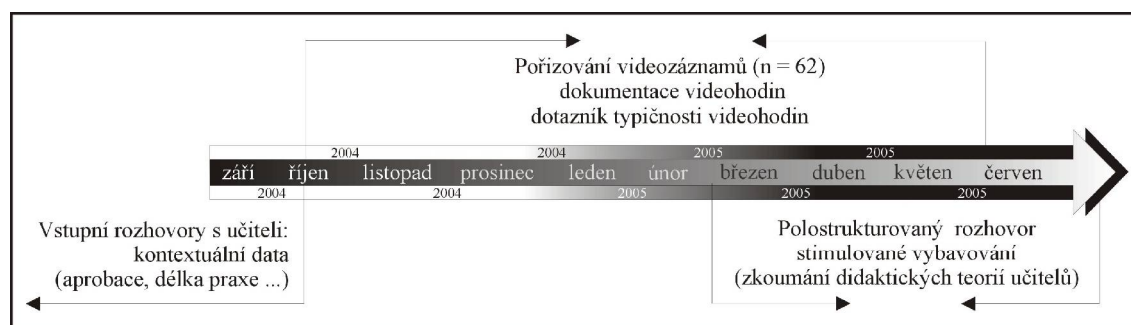 Pořizování videozáznamů (n = 62)
dokumentace videohodin
dotazník typičnosti videohodin
2004 2004 2005 2005
září říjen listopad prosinec leden únor březen duben květen červen
2004 2004 2005 2005 2005
Vstupní rozhovory s učiteli:
kontextuální data
(aprobace, délka praxe ...)
Polostrukturovaný rozhovor
stimulované vybavování
(zkoumání didaktických teorií učitelů)